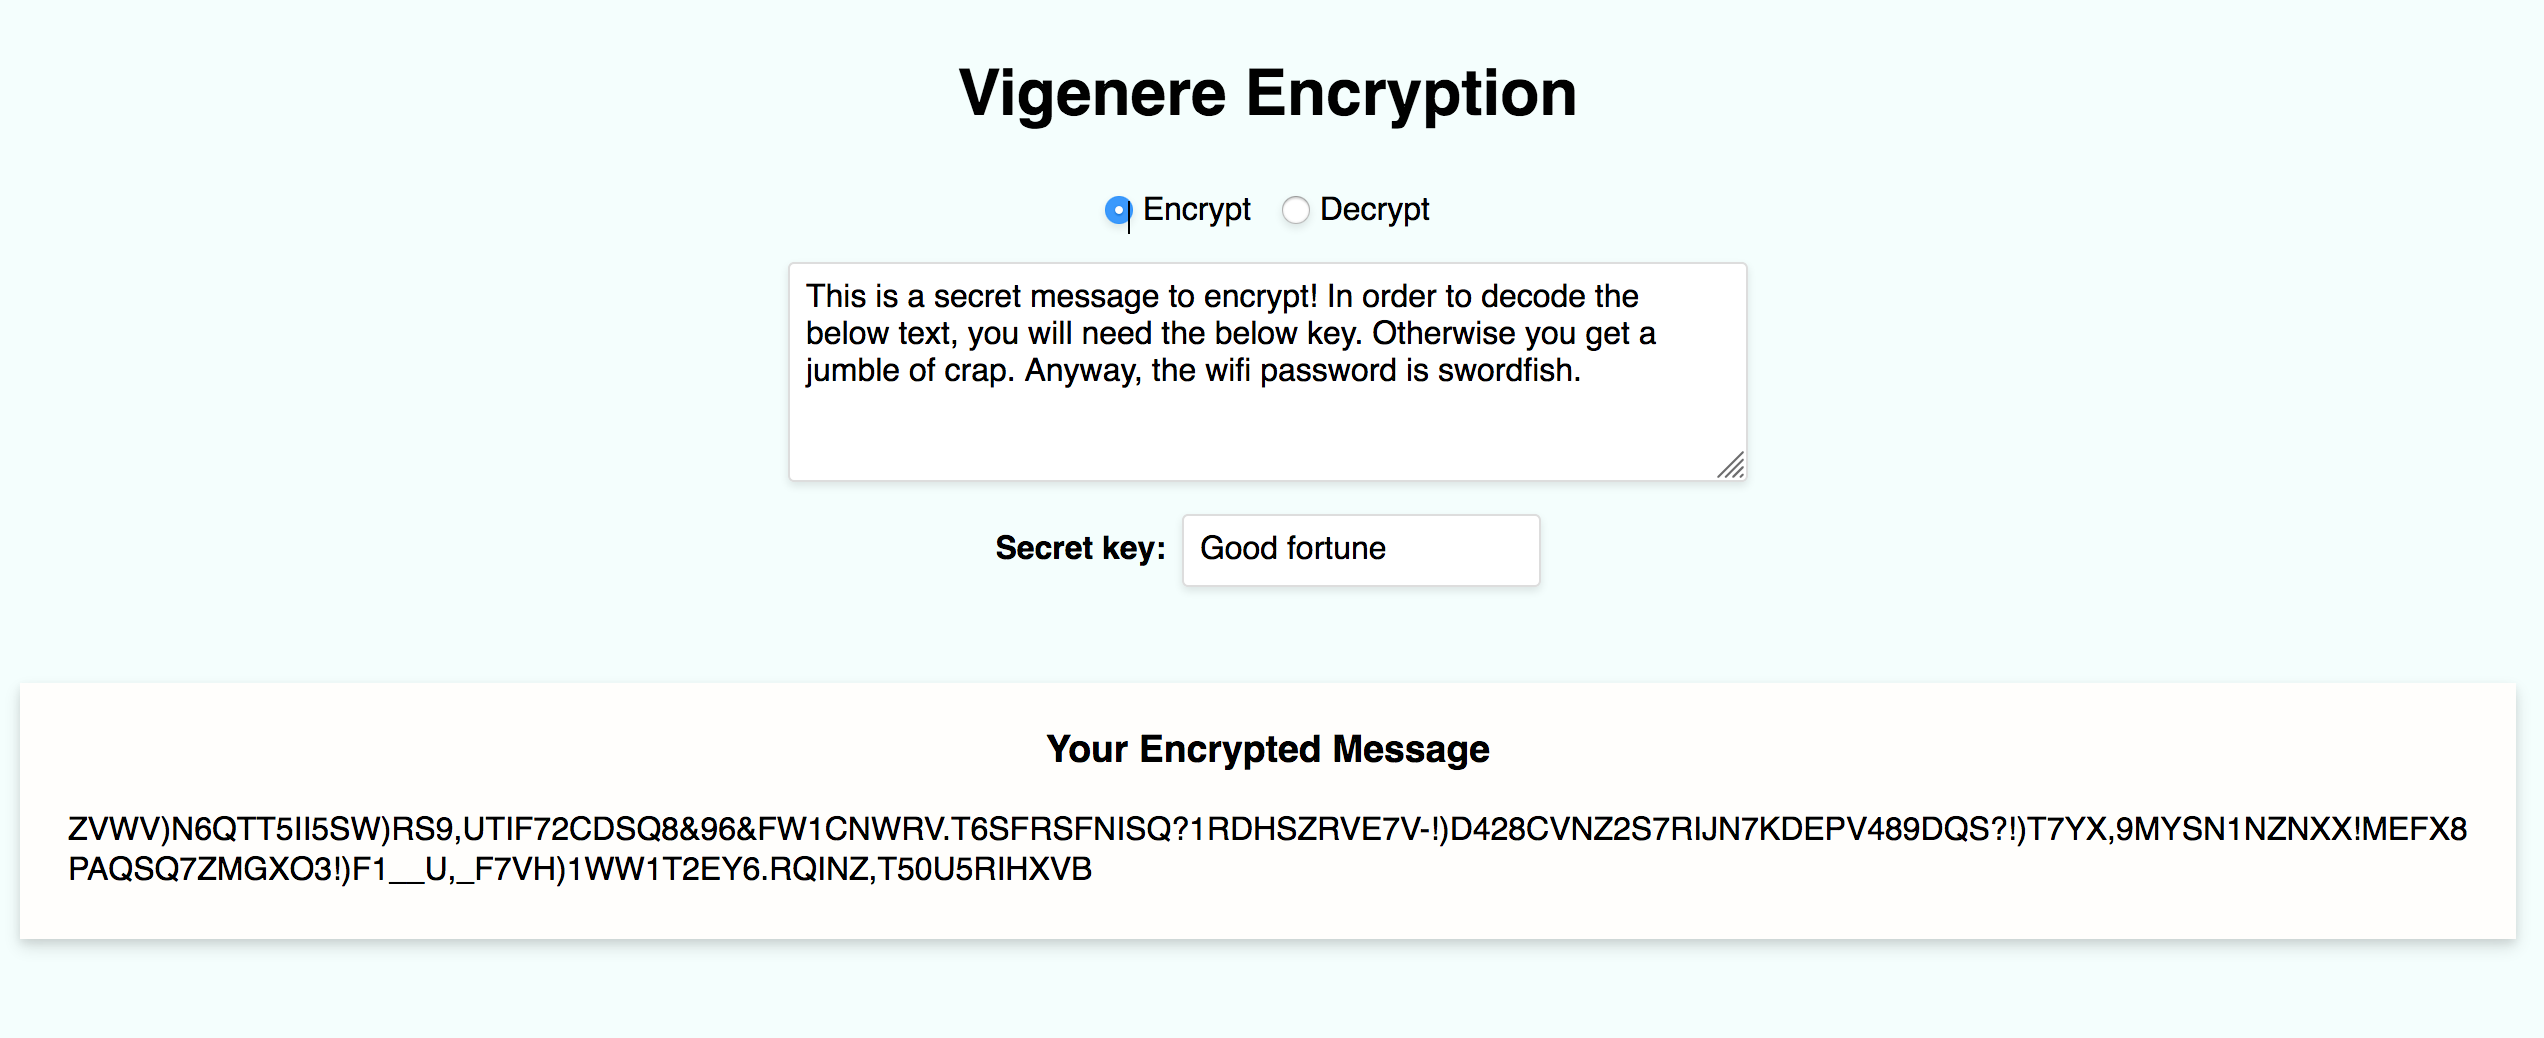 Vigenere Encryption
Encrypt Decrypt
This is a secret message to encrypt! In order to decode the
below text, you will need the below key. Otherwise you get a
jumble of crap. Anyway, the wifi password is swordfish.
Secret key: Good fortune
Your Encrypted Message
ZVWV)N6QTT5II5SW)RS9,UTIF72CDSQ8&96&FW1CNWRV.T6SFRSFNISQ?1RDHSZRVE7V-!)D428CVNZ2S7RIJN7KDEPV489DQS?!)T7YX,9MYSN1NZNXX!MEFX8
PAQSQ7ZMGXO3!)F1__U,_F7VH)1WW1T2EY6.RQINZ,T50U5RIHXVB